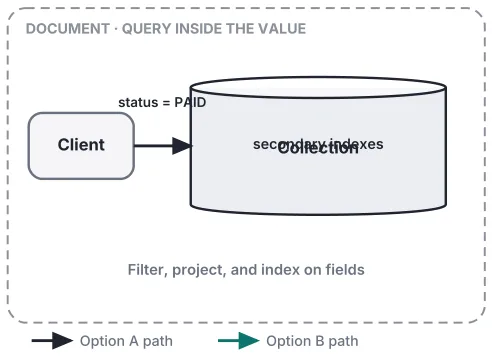 DOCUMENT · QUERY INSIDE THE VALUE
status = PAID
Client
secondary indexes
Collection
Filter, project, and index on fields
Option A path
Option B path